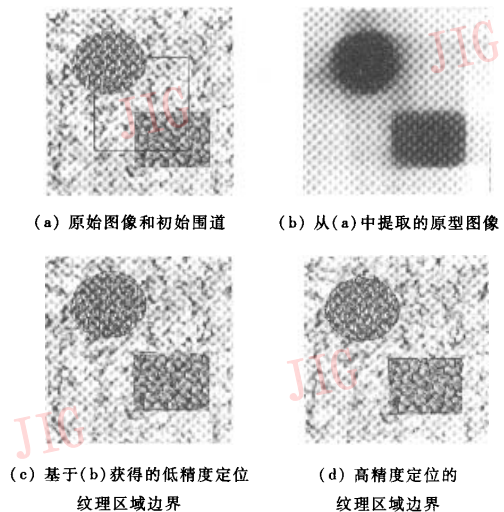 JIG
JIG
(a) 原始图像和初始围道
(b) 从(a)中提取的原型图像
JIG
JIG
(c) 基于(b)获得的低精度定位
纹理区域边界
(d) 高精度定位的
纹理区域边界